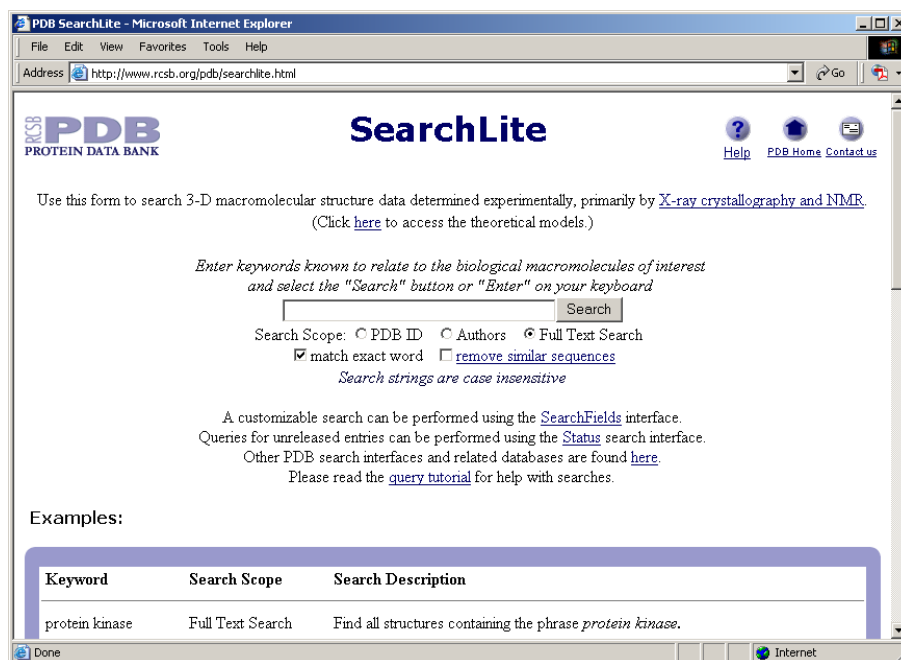 PDB SearchLite - Microsoft Internet Explorer
File Edit View Favorites Tools Help
Address http://www.rcsb.org/pdb/searchlite.html Go
RCSB PDB
PROTEIN DATA BANK
SearchLite
? Help PDB Home Contact us
Use this form to search 3-D macromolecular structure data determined experimentally, primarily by X-ray crystallography and NMR.
(Click here to access the theoretical models.)
Enter keywords known to relate to the biological macromolecules of interest
and select the "Search" button or "Enter" on your keyboard
Search
Search Scope: PDB ID Authors Full Text Search
match exact word remove similar sequences
Search strings are case insensitive
A customizable search can be performed using the SearchFields interface.
Queries for unreleased entries can be performed using the Status search interface.
Other PDB search interfaces and related databases are found here.
Please read the query tutorial for help with searches.
Examples:
Keyword Search Scope Search Description
protein kinase Full Text Search Find all structures containing the phrase protein kinase.
Done Internet